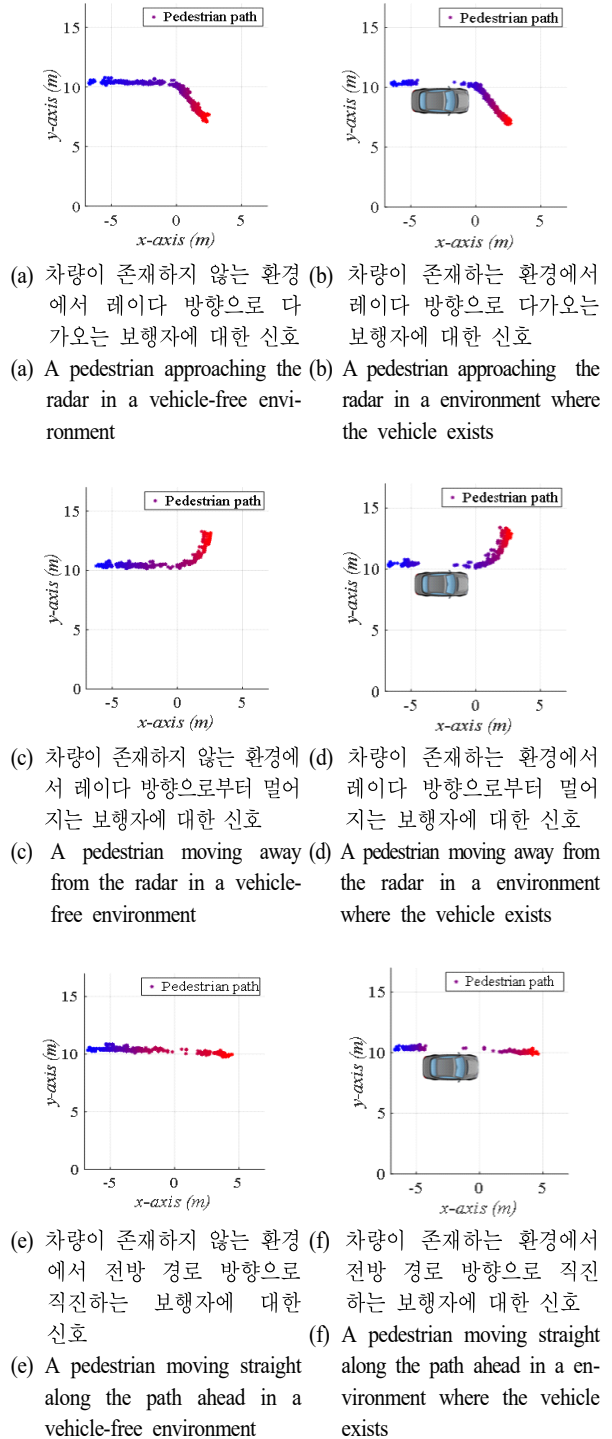 Pedestrian path
15
10
5
0
y-axis (m)
-5
0
5
x-axis (m)
Pedestrian path
15
10
5
0
y-axis (m)
-5
0
5
x-axis (m)
(a) 차량이 존재하지 않는 환경
에서 레이다 방향으로 다
가오는 보행자에 대한 신호
(a) A pedestrian approaching the
radar in a vehicle-free envi-
ronment
(b) 차량이 존재하는 환경에서
레이다 방향으로 다가오는
보행자에 대한 신호
(b) A pedestrian approaching the
radar in a environment where
the vehicle exists
Pedestrian path
15
10
5
0
y-axis (m)
-5
0
5
x-axis (m)
Pedestrian path
15
10
5
0
y-axis (m)
-5
0
5
x-axis (m)
(c) 차량이 존재하지 않는 환경에
서 레이다 방향으로부터 멀어
지는 보행자에 대한 신호
(c) A pedestrian moving away
from the radar in a vehicle-
free environment
(d) 차량이 존재하는 환경에서
레이다 방향으로부터 멀어
지는 보행자에 대한 신호
(d) A pedestrian moving away from
the radar in a environment
where the vehicle exists
Pedestrian path
15
10
5
0
y-axis (m)
-5
0
5
x-axis (m)
Pedestrian path
15
10
5
0
y-axis (m)
-5
0
5
x-axis (m)
(e) 차량이 존재하지 않는 환경
에서 전방 경로 방향으로
직진하는 보행자에 대한
신호
(e) A pedestrian moving straight
along the path ahead in a
vehicle-free environment
(f) 차량이 존재하는 환경에서
전방 경로 방향으로 직진
하는 보행자에 대한 신호
(f) A pedestrian moving straight
along the path ahead in a en-
vironment where the vehicle
exists